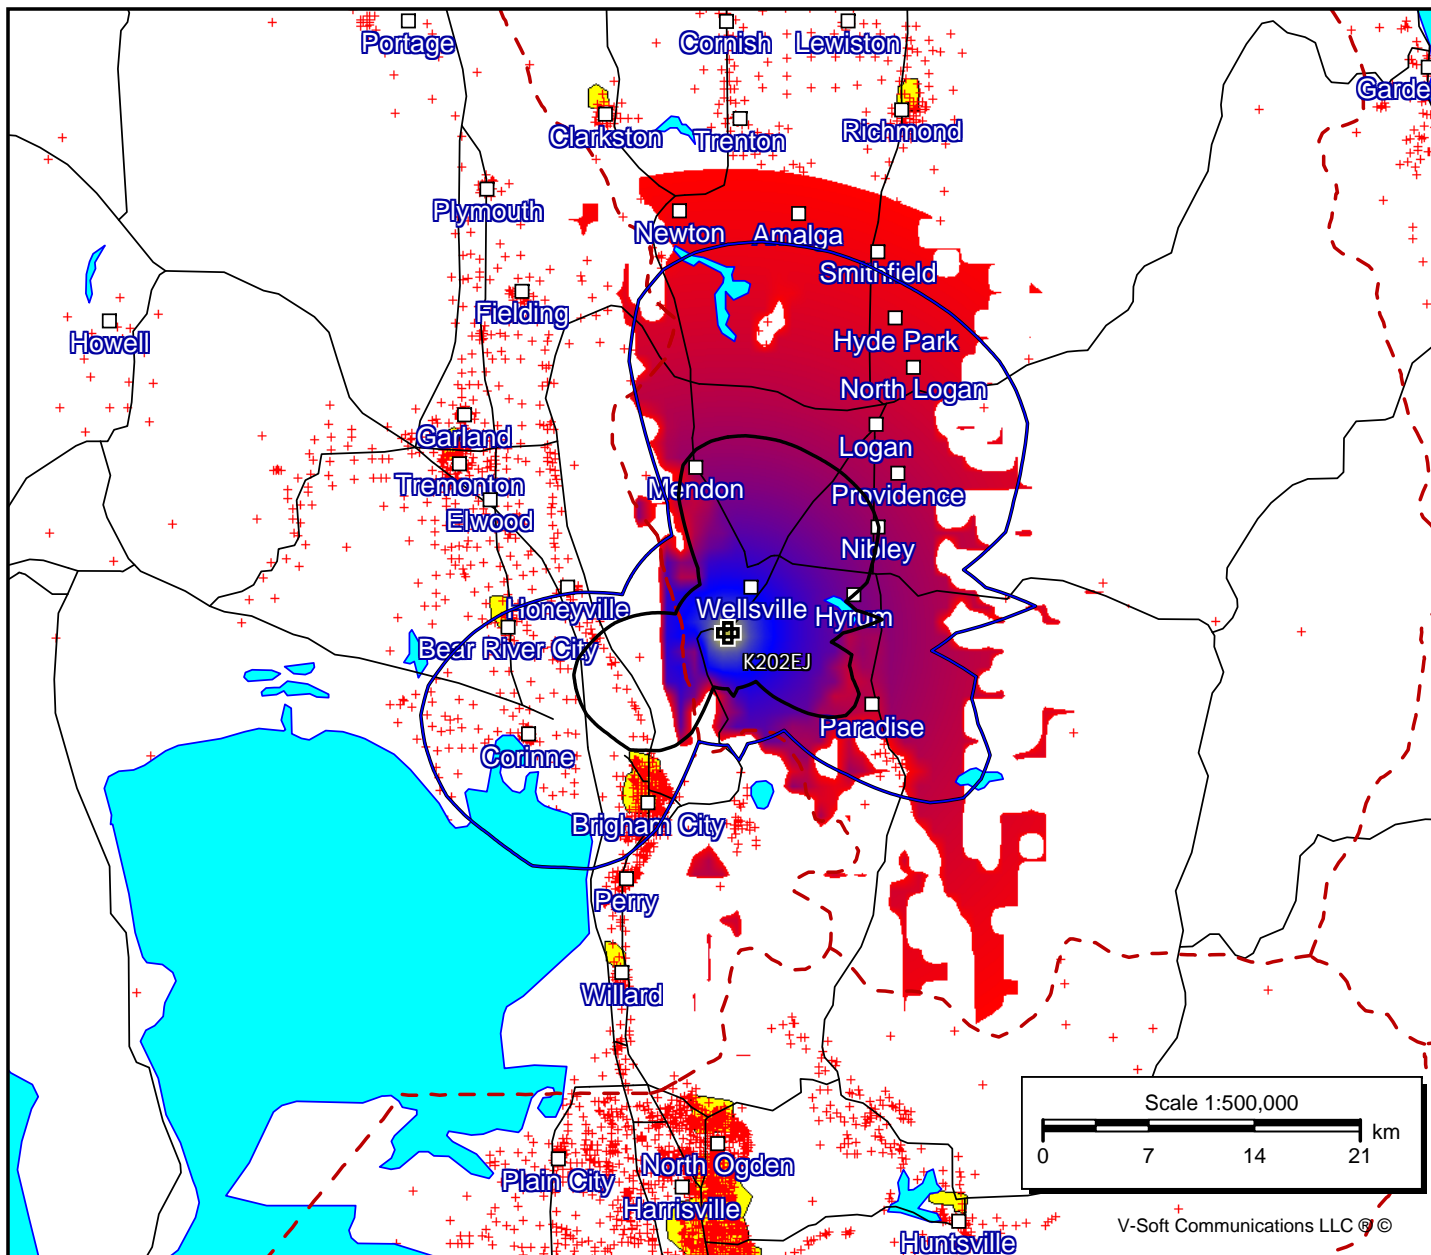 Portage
Cornish
Lewiston
Garde
Clarkston
Trenton
Richmond
Plymouth
Newton
Amalga
Smithfield
Fielding
Howell
Hyde Park
North Logan
Garland
Logan
Tremonton
Mendon
Providence
Elwood
Nibley
Honeyville
Wellsville
Hyrum
Bear River City
K202EJ
Paradise
Corinne
Brigham City
Perry
Willard
Scale 1:500,000
km
0 7 14 21
North Ogden
Plain City
Harrisville
Huntsville
V-Soft Communications LLC ® ©